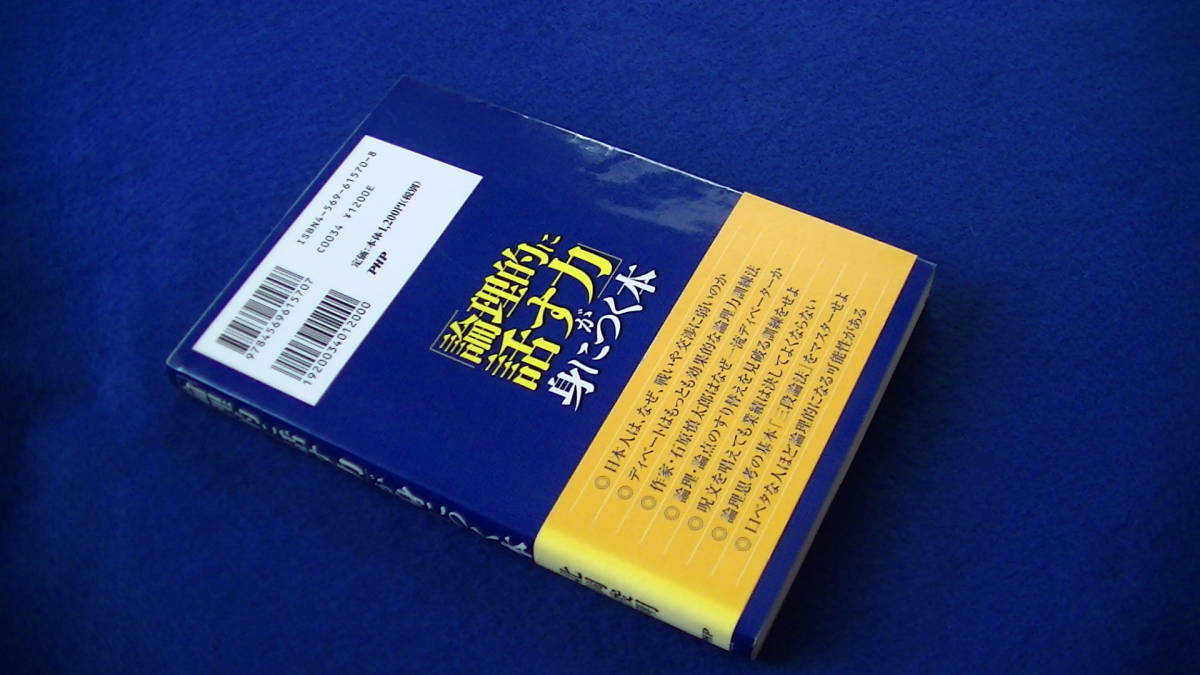 ISBN4-569-61570-8
C0034 ¥1200E
定価：本体1,200円(税別)
PHP
9784569615707
1920034012000
「論理的に
話す力」が
身につく本
◎日本人は、なぜ、戦いや交渉に弱いのか
◎ディベートはもっとも効果的な論理力訓練法
◎作家・石原慎太郎はなぜ一流ディベーターか
◎論理・論点のすり替えを見破る訓練をせよ
◎呪文を唱えても業績は決してよくならない
◎論理思考の基本「三段論法」をマスターせよ
◎口ベタな人ほど論理的になる可能性がある